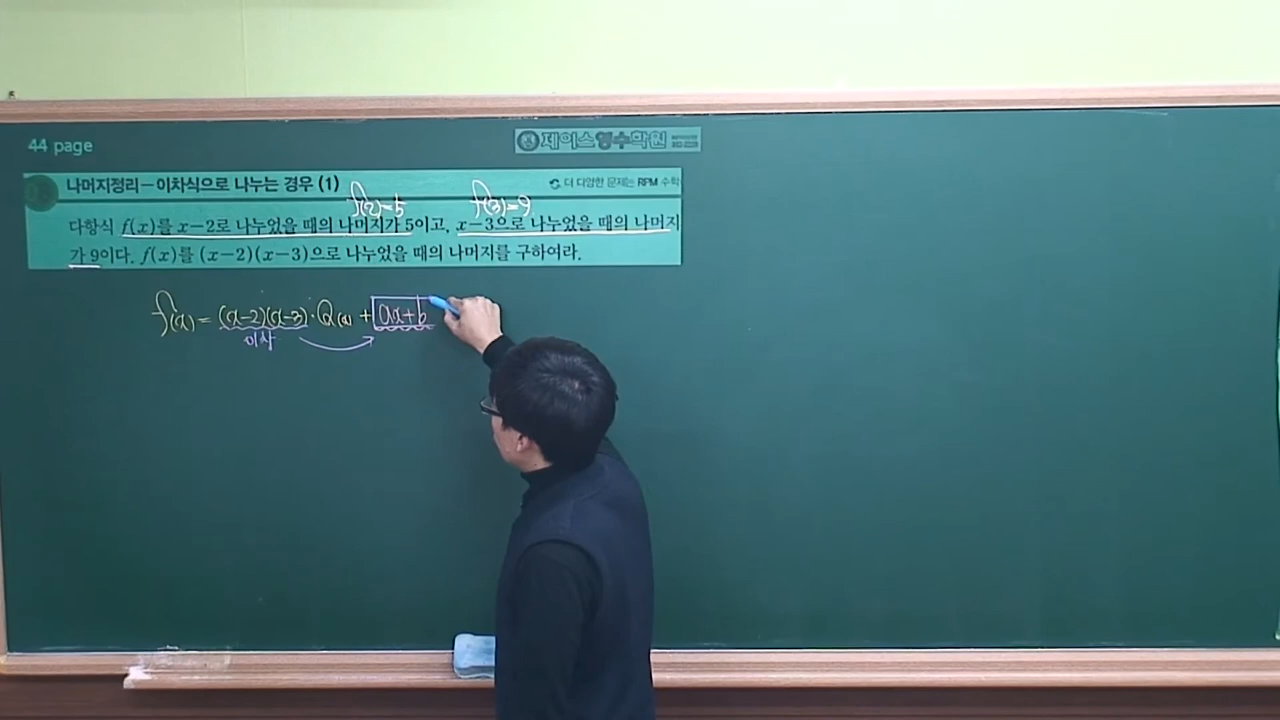 44 page
제이스영수학원
나머지정리-이차식으로 나누는 경우 (1)
더 다양한 문제는 RPM 수학
f(2)=5 f(3)=9
다항식 f(x)를 x-2로 나누었을 때의 나머지가 5이고, x-3으로 나누었을 때의 나머지
가 9이다. f(x)를 (x-2)(x-3)으로 나누었을 때의 나머지를 구하여라.
f(x) = (x-2)(x-3)·Q(x) + ax+b
이차